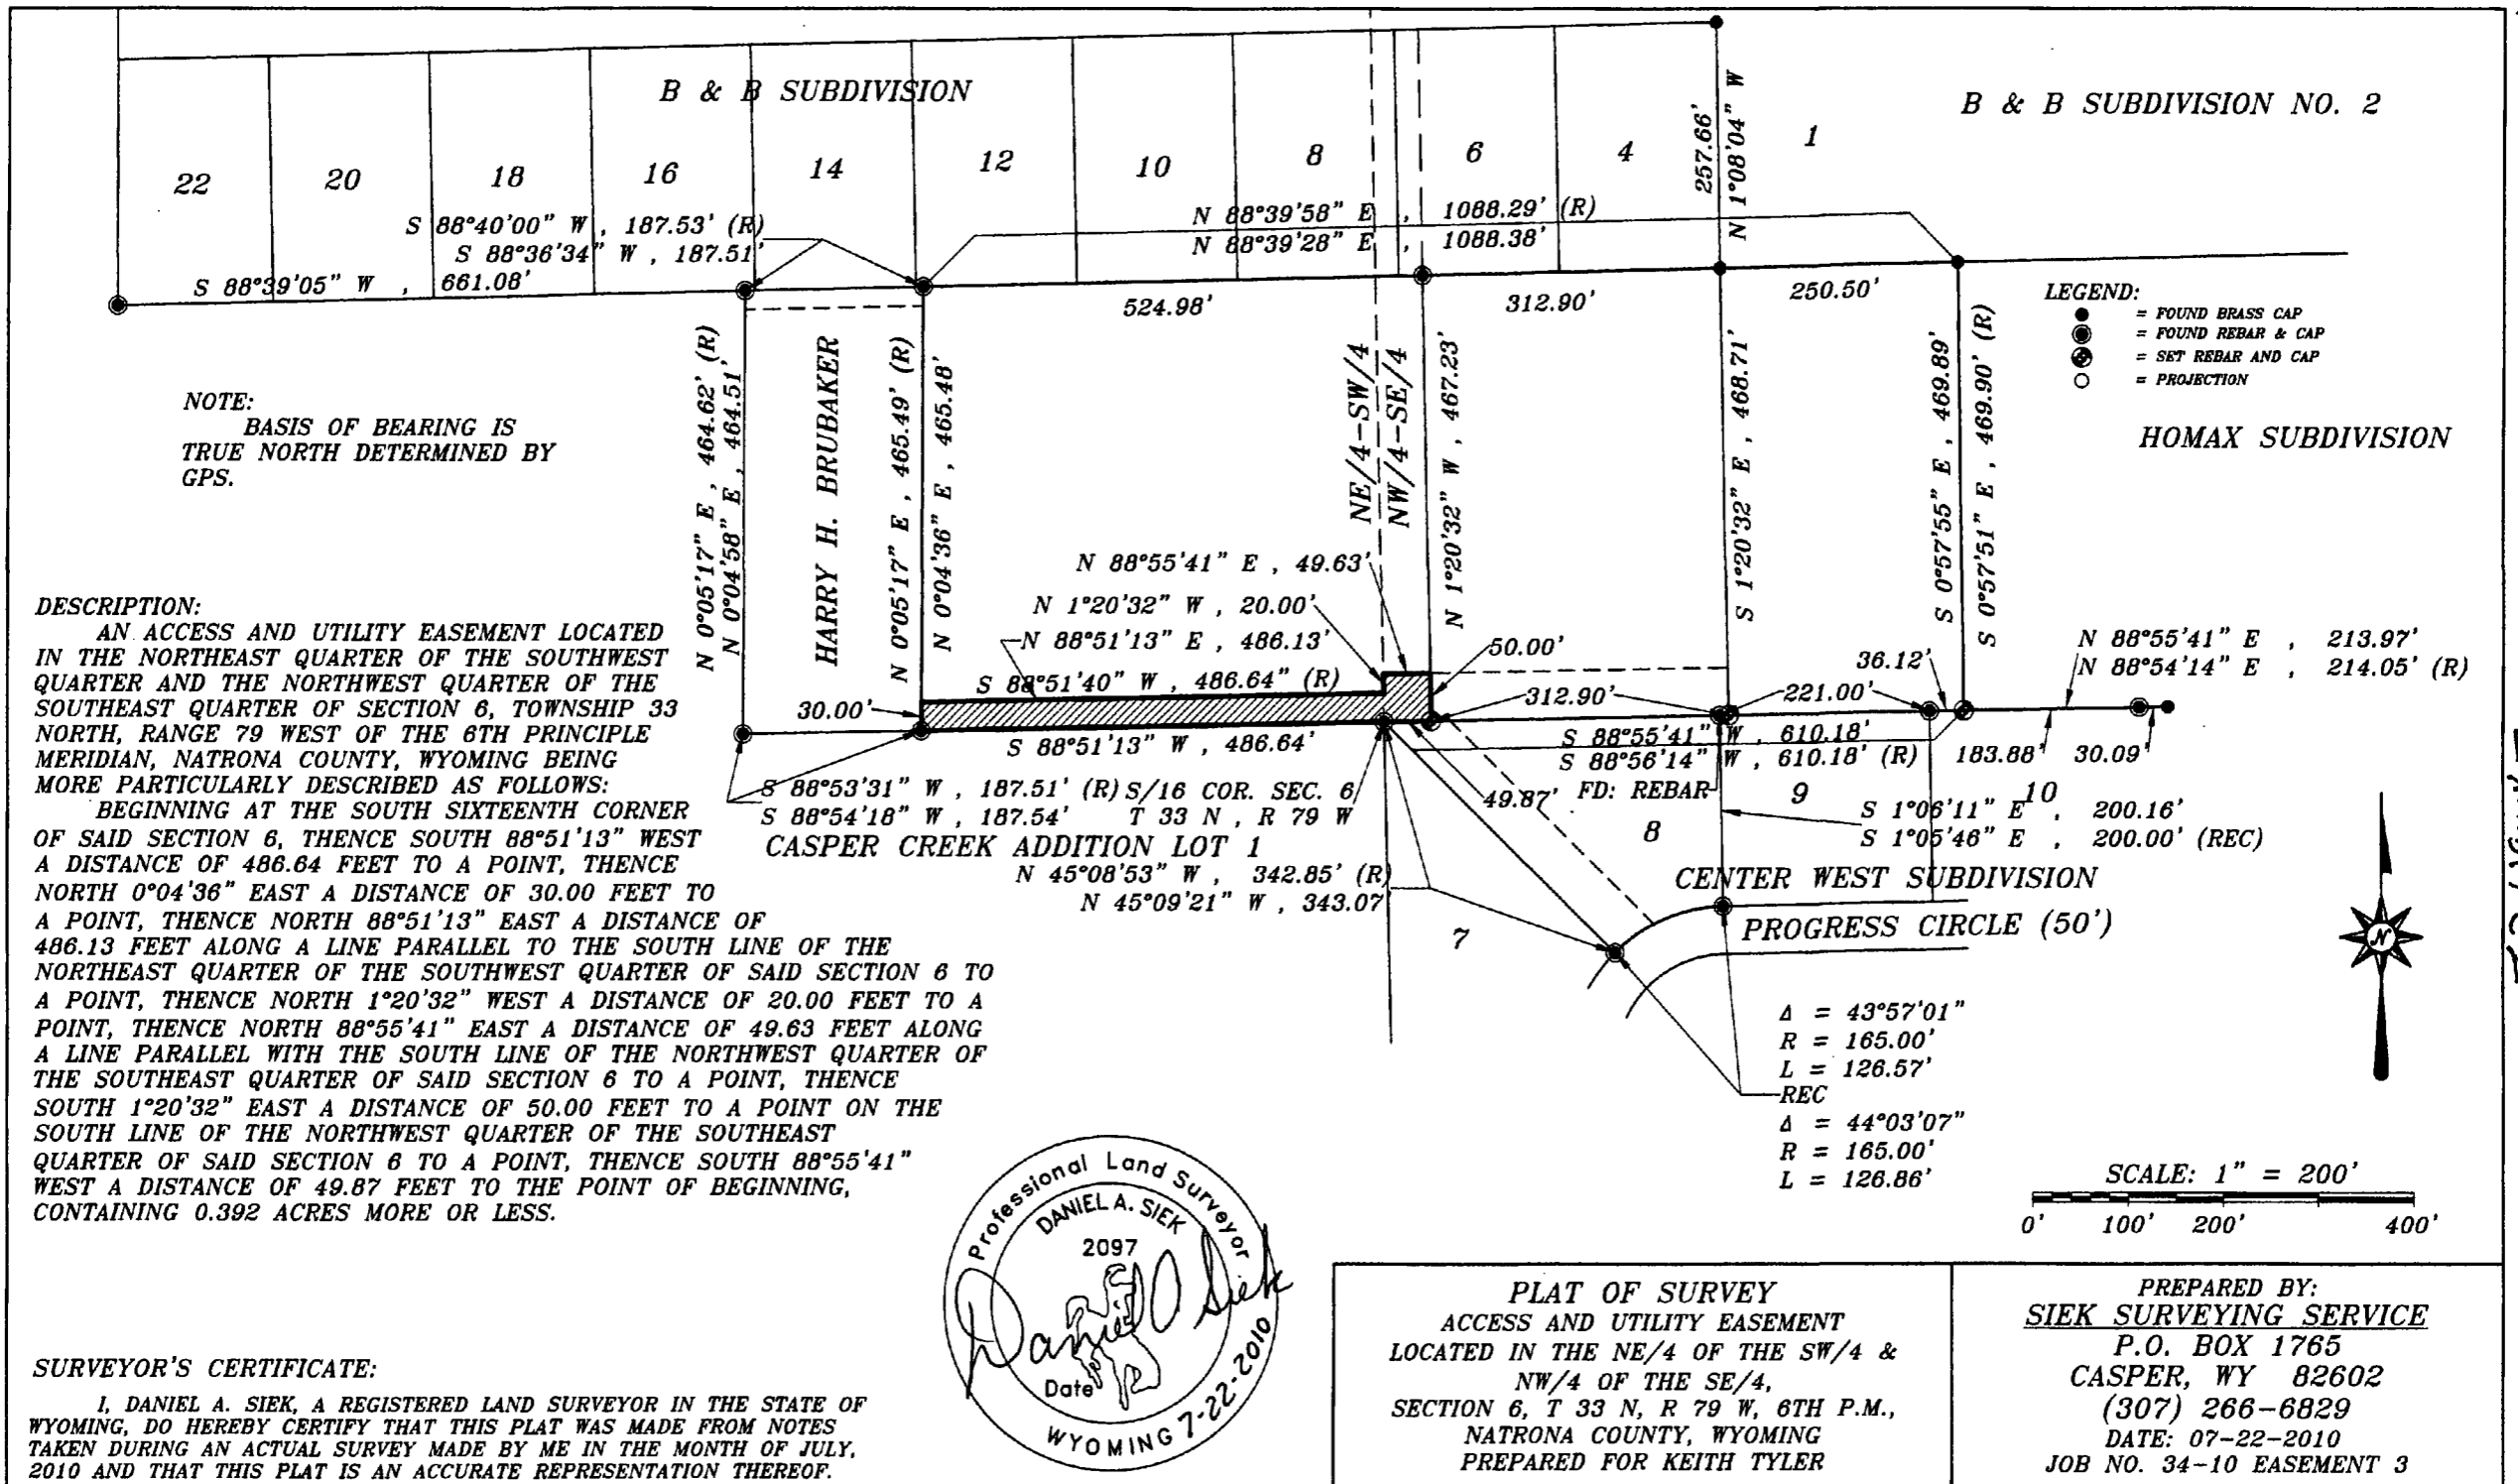 B & B SUBDIVISION
B & B SUBDIVISION NO. 2
22
20
18
16
14
12
10
8
6
4
1
257.66'
N 1°08'04" W
S 88°40'00" W , 187.53' (R)
S 88°36'34" W , 187.51'
S 88°39'05" W , 661.08'
N 88°39'58" E , 1088.29' (R)
N 88°39'28" E , 1088.38'
524.98'
312.90'
250.50'
LEGEND:
= FOUND BRASS CAP
= FOUND REBAR & CAP
= SET REBAR AND CAP
= PROJECTION
HOMAX SUBDIVISION
NOTE:
BASIS OF BEARING IS
TRUE NORTH DETERMINED BY
GPS.
N 0°05'17" E , 464.62' (R)
N 0°04'58" E , 464.51'
HARRY H. BRUBAKER
N 0°05'17" E , 465.49' (R)
N 0°04'36" E , 465.48'
NE/4-SW/4
NW/4-SE/4
N 1°20'32" W , 467.23'
S 1°20'32" E , 468.71'
S 0°57'55" E , 469.89'
S 0°57'51" E , 469.90' (R)
N 88°55'41" E , 49.63'
N 1°20'32" W , 20.00'
N 88°51'13" E , 486.13'
S 88°51'40" W , 486.64" (R)
30.00'
50.00'
312.90'
221.00'
36.12'
N 88°55'41" E , 213.97'
N 88°54'14" E , 214.05' (R)
S 88°51'13" W , 486.64'
S 88°55'41" W , 610.18'
S 88°56'14" W , 610.18' (R)
183.88'
30.09'
S 88°53'31" W , 187.51' (R)
S 88°54'18" W , 187.54'
S/16 COR. SEC. 6
T 33 N , R 79 W
49.87'
FD: REBAR
9
10
8
7
S 1°06'11" E , 200.16'
S 1°05'46" E , 200.00' (REC)
CASPER CREEK ADDITION LOT 1
N 45°08'53" W , 342.85' (R)
N 45°09'21" W , 343.07
CENTER WEST SUBDIVISION
PROGRESS CIRCLE (50')
N
Δ = 43°57'01"
R = 165.00'
L = 126.57'
REC
Δ = 44°03'07"
R = 165.00'
L = 126.86'
DESCRIPTION:
AN ACCESS AND UTILITY EASEMENT LOCATED
IN THE NORTHEAST QUARTER OF THE SOUTHWEST
QUARTER AND THE NORTHWEST QUARTER OF THE
SOUTHEAST QUARTER OF SECTION 6, TOWNSHIP 33
NORTH, RANGE 79 WEST OF THE 6TH PRINCIPLE
MERIDIAN, NATRONA COUNTY, WYOMING BEING
MORE PARTICULARLY DESCRIBED AS FOLLOWS:
BEGINNING AT THE SOUTH SIXTEENTH CORNER
OF SAID SECTION 6, THENCE SOUTH 88°51'13" WEST
A DISTANCE OF 486.64 FEET TO A POINT, THENCE
NORTH 0°04'36" EAST A DISTANCE OF 30.00 FEET TO
A POINT, THENCE NORTH 88°51'13" EAST A DISTANCE OF
486.13 FEET ALONG A LINE PARALLEL TO THE SOUTH LINE OF THE
NORTHEAST QUARTER OF THE SOUTHWEST QUARTER OF SAID SECTION 6 TO
A POINT, THENCE NORTH 1°20'32" WEST A DISTANCE OF 20.00 FEET TO A
POINT, THENCE NORTH 88°55'41" EAST A DISTANCE OF 49.63 FEET ALONG
A LINE PARALLEL WITH THE SOUTH LINE OF THE NORTHWEST QUARTER OF
THE SOUTHEAST QUARTER OF SAID SECTION 6 TO A POINT, THENCE
SOUTH 1°20'32" EAST A DISTANCE OF 50.00 FEET TO A POINT ON THE
SOUTH LINE OF THE NORTHWEST QUARTER OF THE SOUTHEAST
QUARTER OF SAID SECTION 6 TO A POINT, THENCE SOUTH 88°55'41"
WEST A DISTANCE OF 49.87 FEET TO THE POINT OF BEGINNING,
CONTAINING 0.392 ACRES MORE OR LESS.
SURVEYOR'S CERTIFICATE:
I, DANIEL A. SIEK, A REGISTERED LAND SURVEYOR IN THE STATE OF
WYOMING, DO HEREBY CERTIFY THAT THIS PLAT WAS MADE FROM NOTES
TAKEN DURING AN ACTUAL SURVEY MADE BY ME IN THE MONTH OF JULY,
2010 AND THAT THIS PLAT IS AN ACCURATE REPRESENTATION THEREOF.
Professional Land Surveyor
DANIEL A. SIEK
2097
Daniel A Siek
Date
7-22-2010
WYOMING
SCALE: 1" = 200'
0' 100' 200' 400'
PLAT OF SURVEY
ACCESS AND UTILITY EASEMENT
LOCATED IN THE NE/4 OF THE SW/4 &
NW/4 OF THE SE/4,
SECTION 6, T 33 N, R 79 W, 6TH P.M.,
NATRONA COUNTY, WYOMING
PREPARED FOR KEITH TYLER
PREPARED BY:
SIEK SURVEYING SERVICE
P.O. BOX 1765
CASPER, WY 82602
(307) 266-6829
DATE: 07-22-2010
JOB NO. 34-10 EASEMENT 3